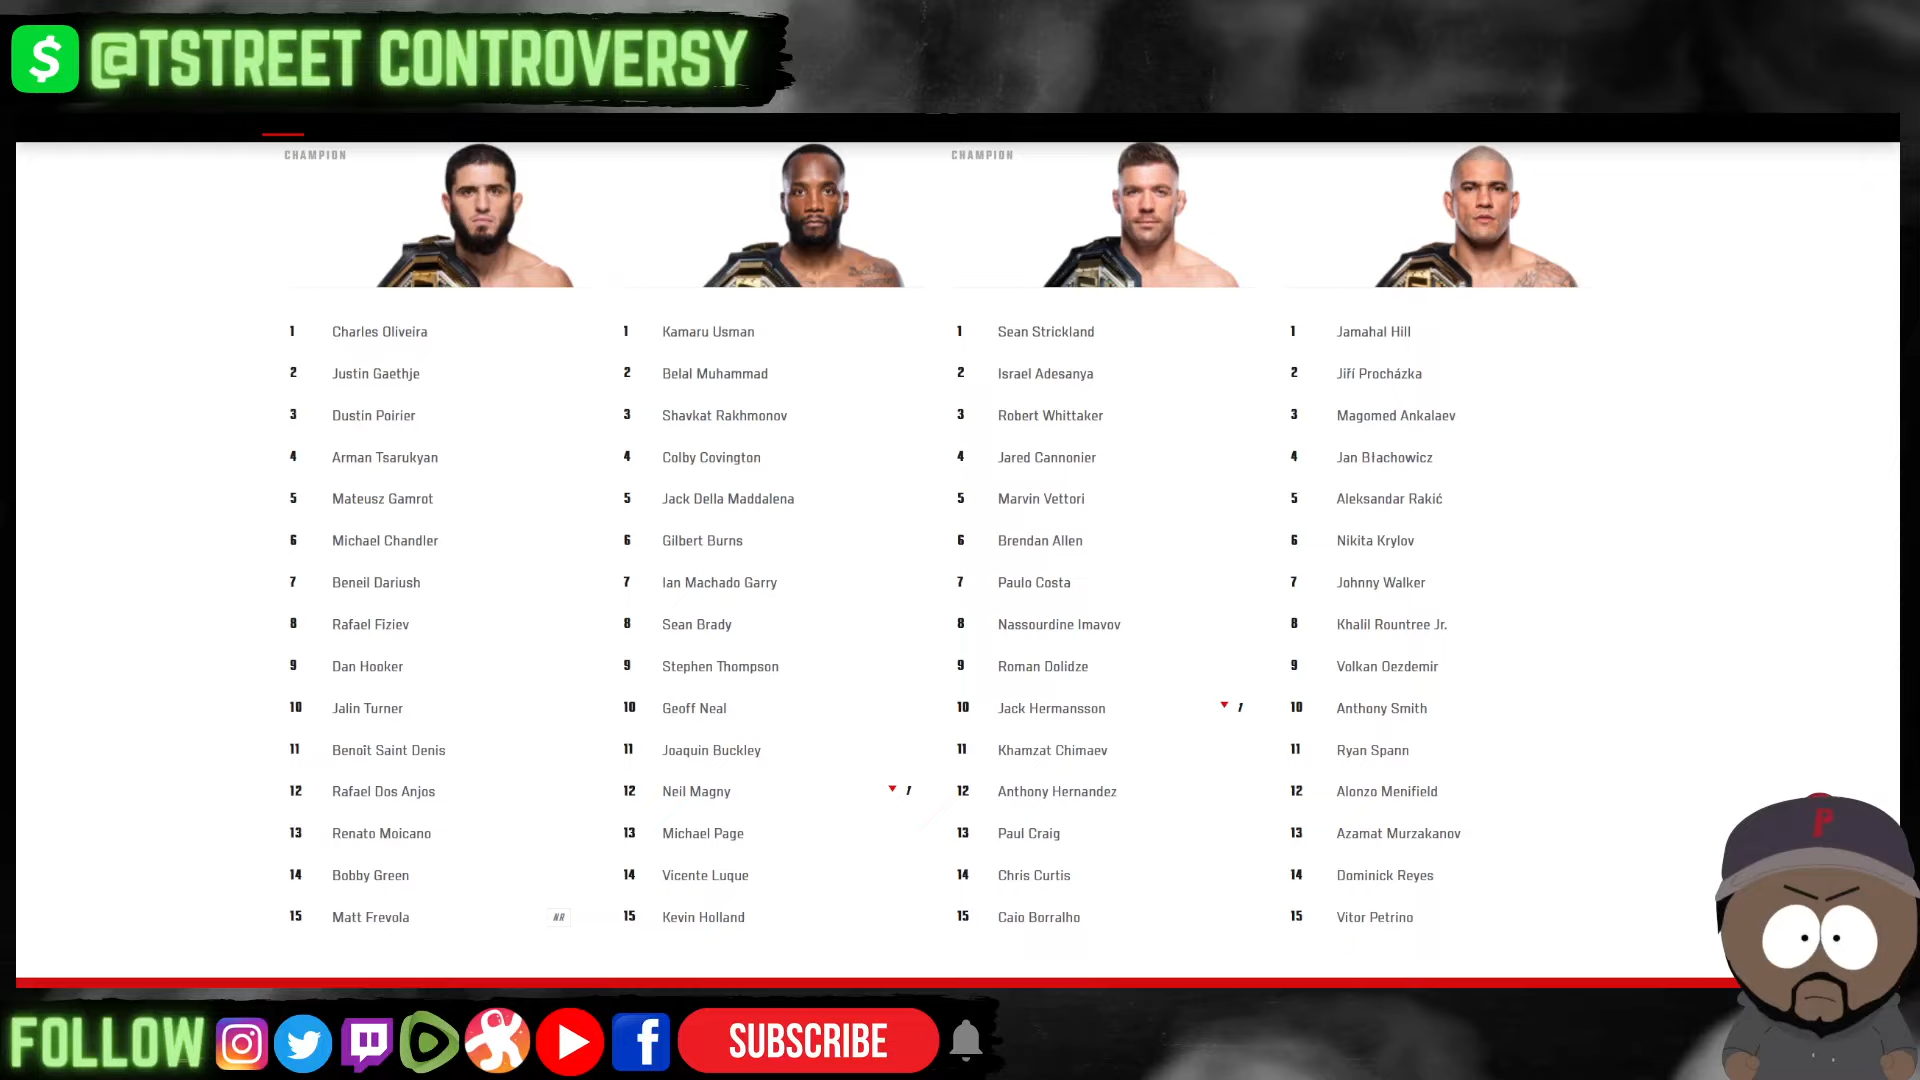 $ @TSTREET CONTROVERSY
CHAMPION
1 Charles Oliveira
2 Justin Gaethje
3 Dustin Poirier
4 Arman Tsarukyan
5 Mateusz Gamrot
6 Michael Chandler
7 Beneil Dariush
8 Rafael Fiziev
9 Dan Hooker
10 Jalin Turner
11 Benoît Saint Denis
12 Rafael Dos Anjos
13 Renato Moicano
14 Bobby Green
15 Matt Frevola NR
1 Kamaru Usman
2 Belal Muhammad
3 Shavkat Rakhmonov
4 Colby Covington
5 Jack Della Maddalena
6 Gilbert Burns
7 Ian Machado Garry
8 Sean Brady
9 Stephen Thompson
10 Geoff Neal
11 Joaquin Buckley
12 Neil Magny 1
13 Michael Page
14 Vicente Luque
15 Kevin Holland
CHAMPION
1 Sean Strickland
2 Israel Adesanya
3 Robert Whittaker
4 Jared Cannonier
5 Marvin Vettori
6 Brendan Allen
7 Paulo Costa
8 Nassourdine Imavov
9 Roman Dolidze
10 Jack Hermansson 1
11 Khamzat Chimaev
12 Anthony Hernandez
13 Paul Craig
14 Chris Curtis
15 Caio Borralho
1 Jamahal Hill
2 Jiří Procházka
3 Magomed Ankalaev
4 Jan Błachowicz
5 Aleksandar Rakić
6 Nikita Krylov
7 Johnny Walker
8 Khalil Rountree Jr.
9 Volkan Oezdemir
10 Anthony Smith
11 Ryan Spann
12 Alonzo Menifield
13 Azamat Murzakanov
14 Dominick Reyes
15 Vitor Petrino
P
FOLLOW f SUBSCRIBE